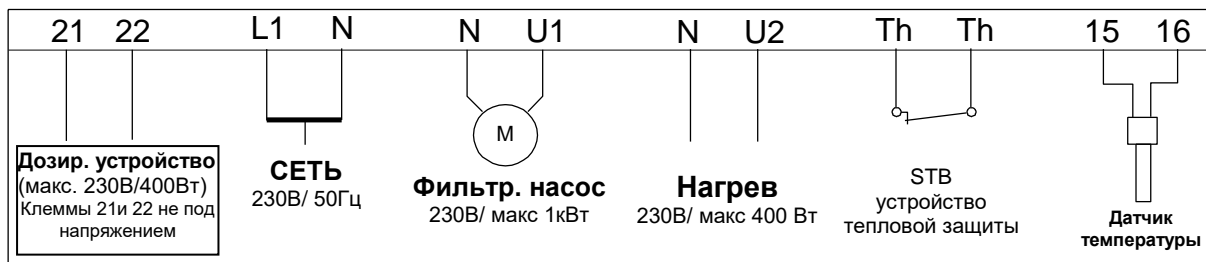 21 22 L1 N N U1 N U2 Th Th 15 16
M
Дозир. устройство
(макс. 230В/400Вт)
Клеммы 21и 22 не под
напряжением
СЕТЬ
230В/ 50Гц
Фильтр. насос
230В/ макс 1кВт
Нагрев
230В/ макс 400 Вт
STB
устройство
тепловой защиты
Датчик
температуры